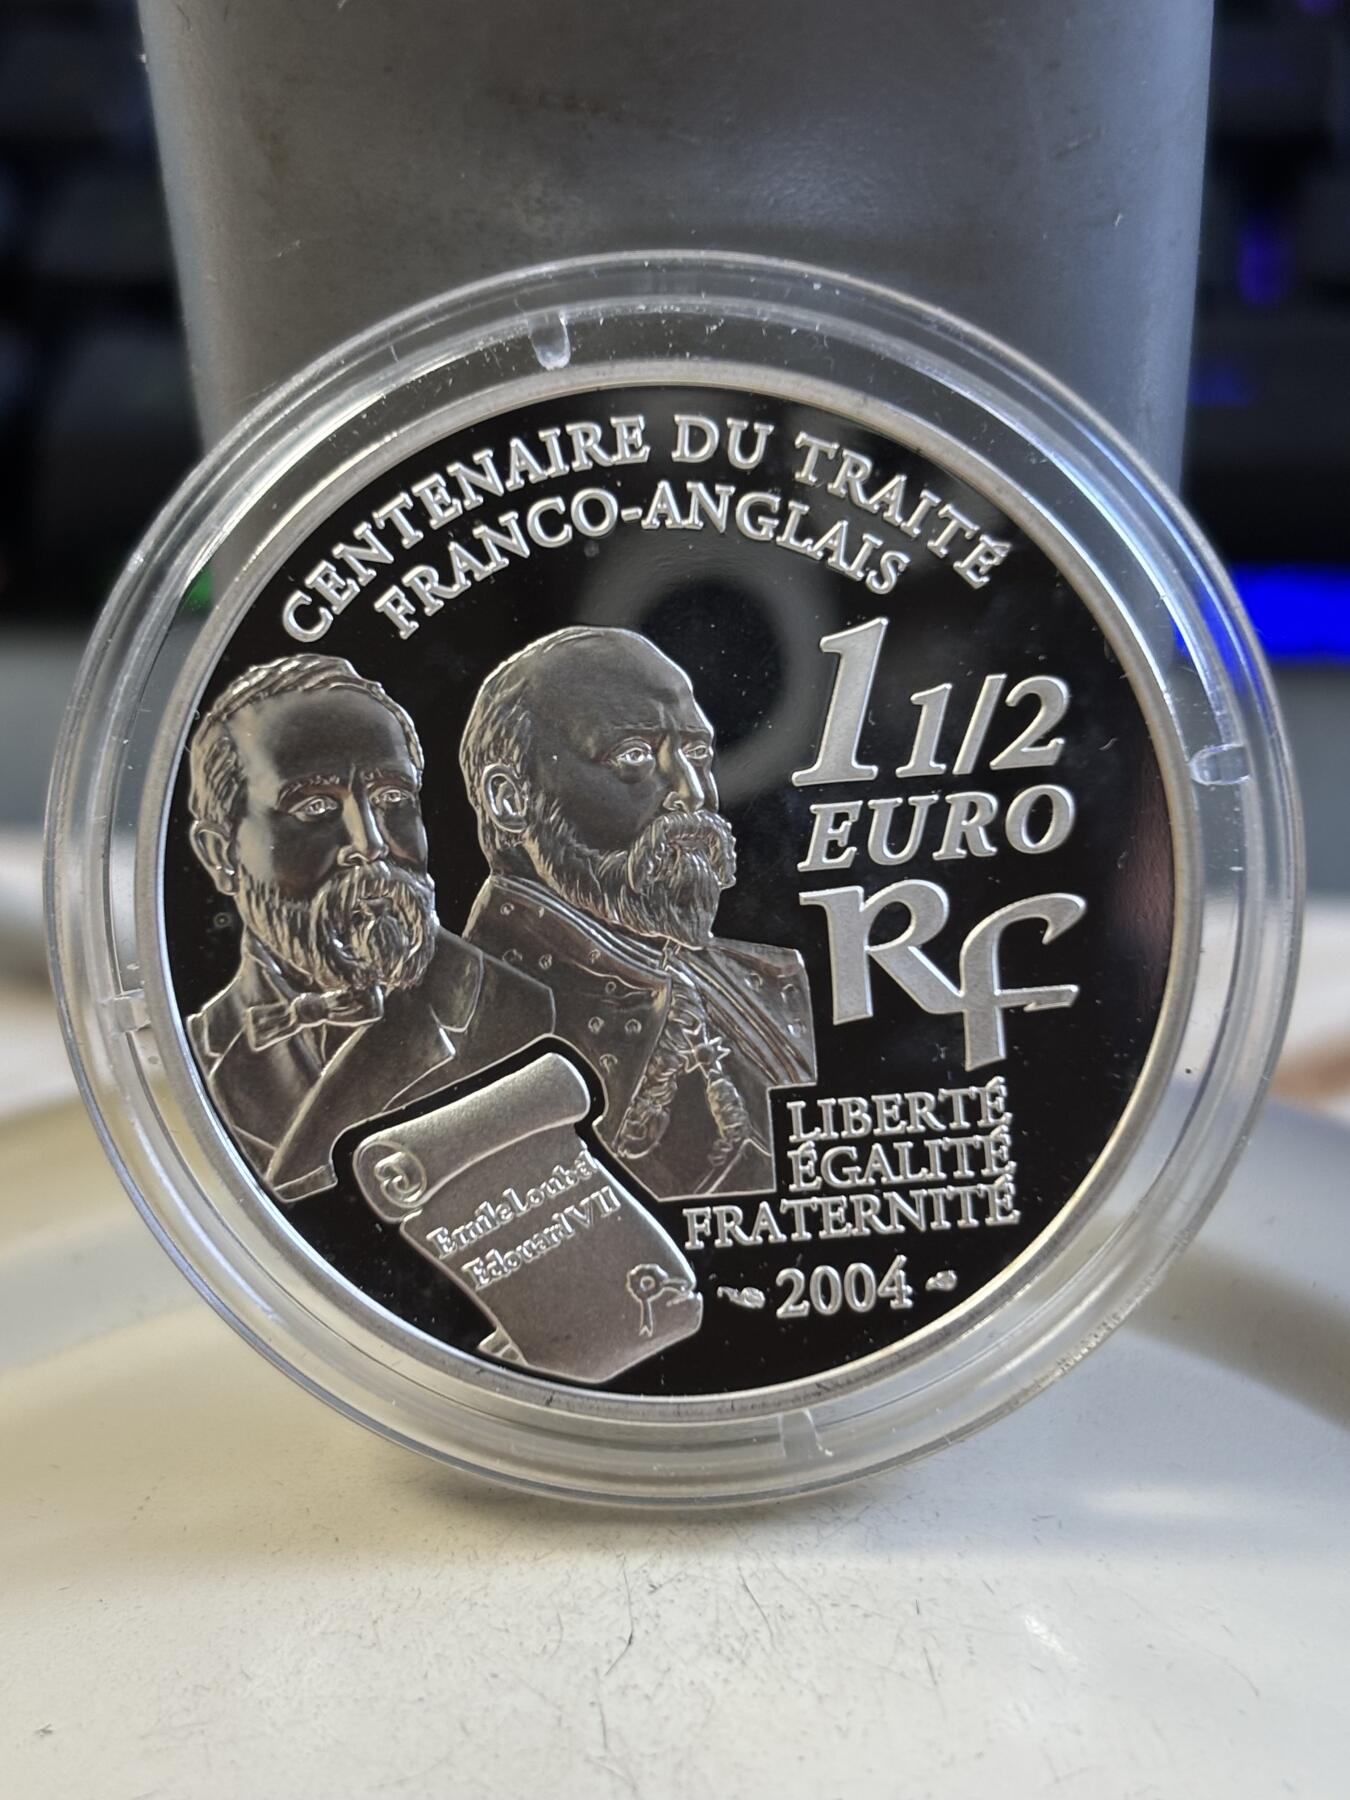 CENTENAIRE DU TRAITÉ
FRANCO-ANGLAIS
1 1/2
EURO
RF
LIBERTÉ
ÉGALITÉ
FRATERNITÉ
2004
Emile Loubet
Edouard VII